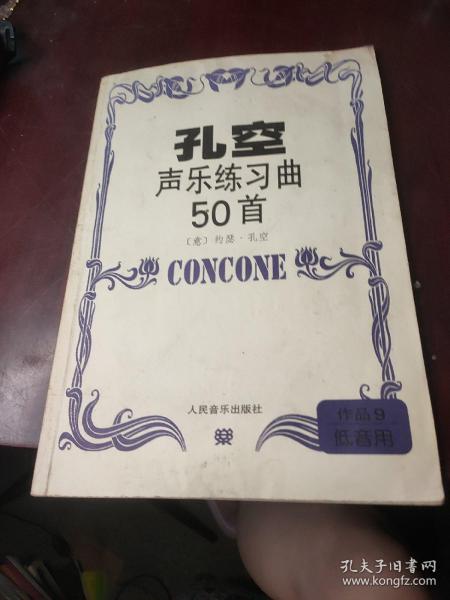 孔空
声乐练习曲
50首
〔意〕约瑟·孔空
CONCONE
人民音乐出版社
作品9
低音用
孔夫子旧书网
www.kongfz.com